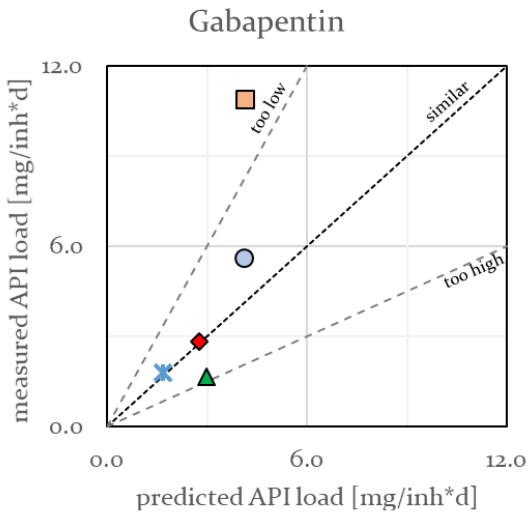 Gabapentin
12.0
6.0
0.0
measured API load [mg/inh*d]
too low
similar
too high
0.0
6.0
12.0
predicted API load [mg/inh*d]